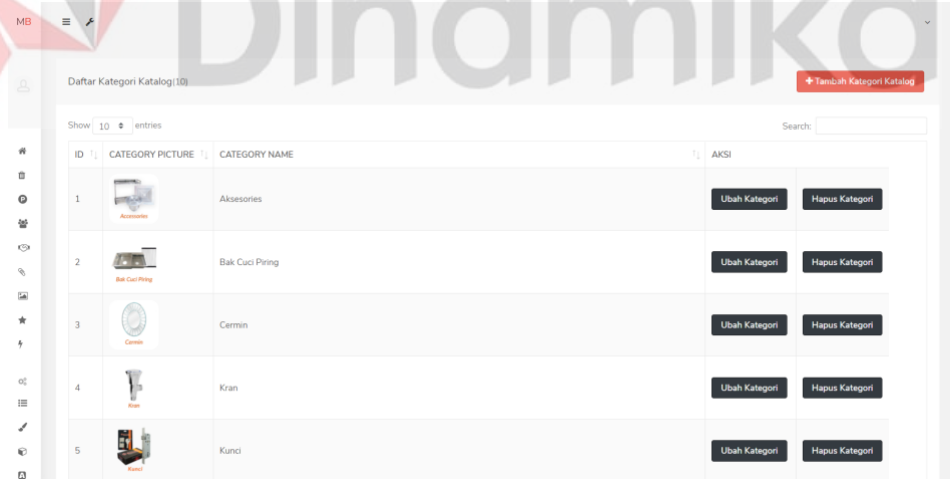 Dinamika
MB
Daftar Kategori Katalog(10)
+Tambah Kategori Katalog
Show 10 entries
Search:
ID CATEGORY PICTURE CATEGORY NAME AKSI
1 Accessories Aksesories Ubah Kategori Hapus Kategori
2 Bak Cuci Piring Bak Cuci Piring Ubah Kategori Hapus Kategori
3 Cermin Cermin Ubah Kategori Hapus Kategori
4 Kran Kran Ubah Kategori Hapus Kategori
5 Kunci Kunci Ubah Kategori Hapus Kategori